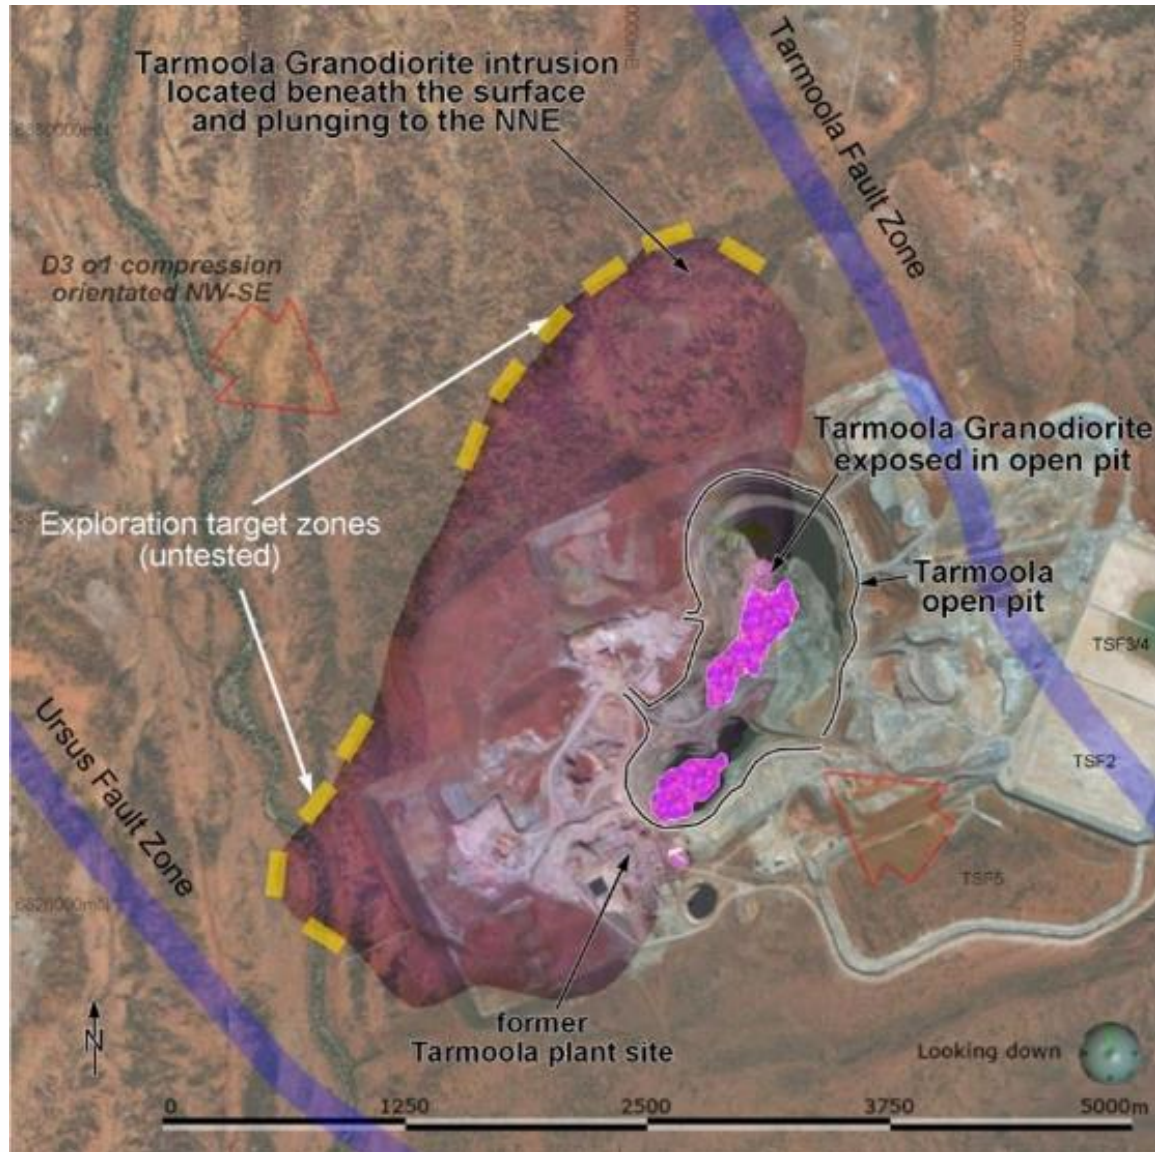 Tarmoola Granodiorite intrusion
located beneath the surface
and plunging to the NNE
Tarmoola Fault Zone
D3 σ1 compression
orientated NW-SE
Tarmoola Granodiorite
exposed in open pit
Exploration target zones
(untested)
Tarmoola
open pit
TSF3/4
Ursus Fault Zone
TSF2
TSF5
former
Tarmoola plant site
N
Looking down
0 1250 2500 3750 5000m